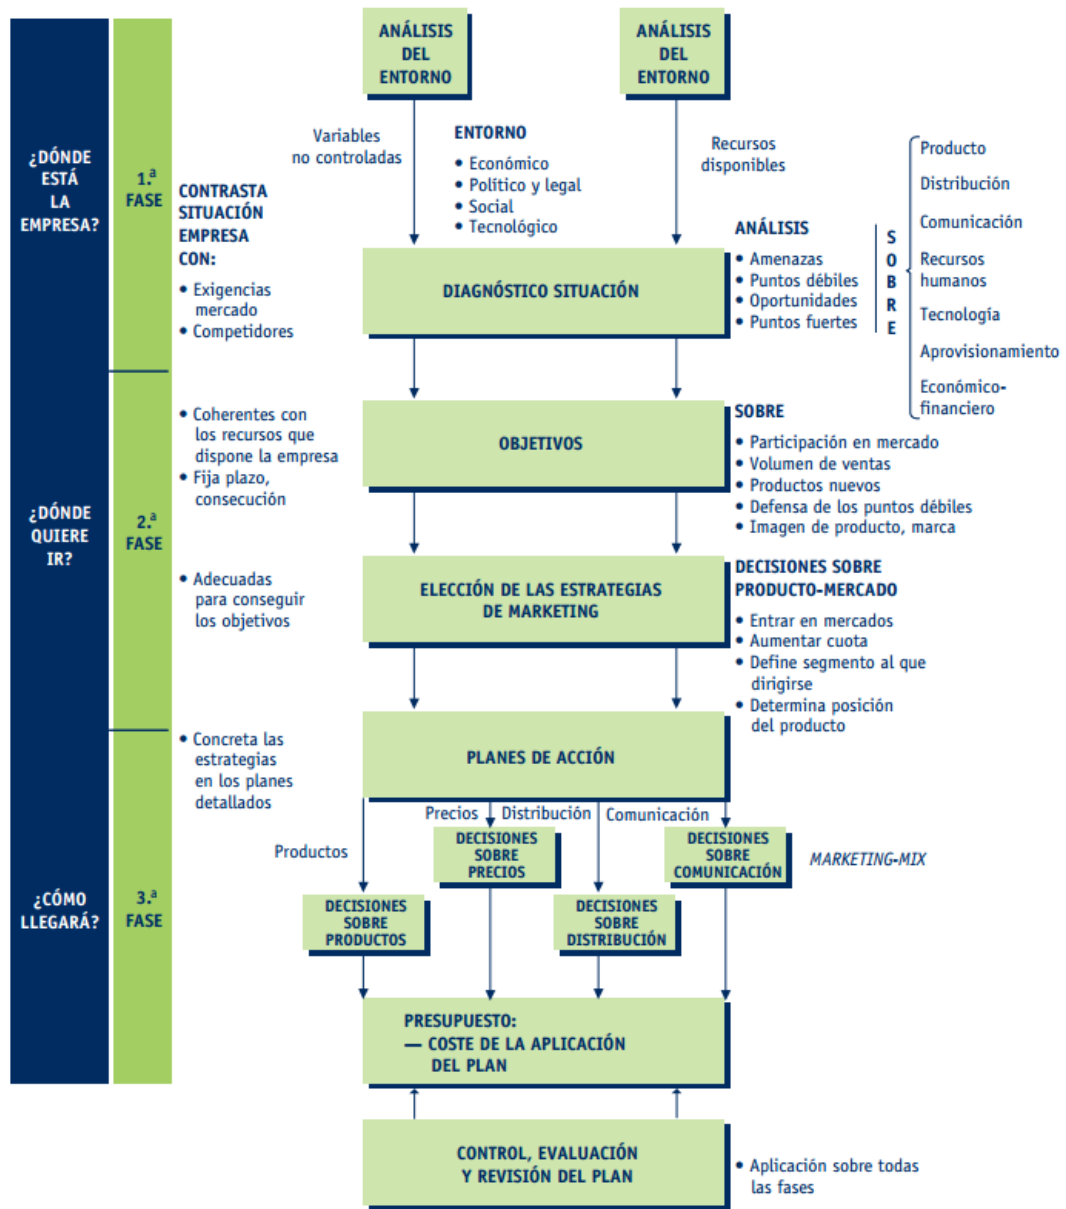 ANÁLISIS
DEL
ENTORNO
ANÁLISIS
DEL
ENTORNO
¿DÓNDE
ESTÁ
LA
EMPRESA?
1.ª
FASE
CONTRASTA
SITUACIÓN
EMPRESA
CON:
• Exigencias
mercado
• Competidores
Variables
no controladas
ENTORNO
• Económico
• Político y legal
• Social
• Tecnológico
Recursos
disponibles
DIAGNÓSTICO SITUACIÓN
ANÁLISIS
• Amenazas
• Puntos débiles
• Oportunidades
• Puntos fuertes
S
O
B
R
E
Producto
Distribución
Comunicación
Recursos
humanos
Tecnología
Aprovisionamiento
Económico-
financiero
¿DÓNDE
QUIERE
IR?
2.ª
FASE
• Coherentes con
los recursos que
dispone la empresa
• Fija plazo,
consecución
OBJETIVOS
SOBRE
• Participación en mercado
• Volumen de ventas
• Productos nuevos
• Defensa de los puntos débiles
• Imagen de producto, marca
• Adecuadas
para conseguir
los objetivos
ELECCIÓN DE LAS ESTRATEGIAS
DE MARKETING
DECISIONES SOBRE
PRODUCTO-MERCADO
• Entrar en mercados
• Aumentar cuota
• Define segmento al que
dirigirse
• Determina posición
del producto
¿CÓMO
LLEGARÁ?
3.ª
FASE
• Concreta las
estrategias
en los planes
detallados
PLANES DE ACCIÓN
Productos
Precios
Distribución
Comunicación
DECISIONES
SOBRE
PRODUCTOS
DECISIONES
SOBRE
PRECIOS
DECISIONES
SOBRE
DISTRIBUCIÓN
DECISIONES
SOBRE
COMUNICACIÓN
MARKETING-MIX
PRESUPUESTO:
— COSTE DE LA APLICACIÓN
DEL PLAN
CONTROL, EVALUACIÓN
Y REVISIÓN DEL PLAN
• Aplicación sobre todas
las fases